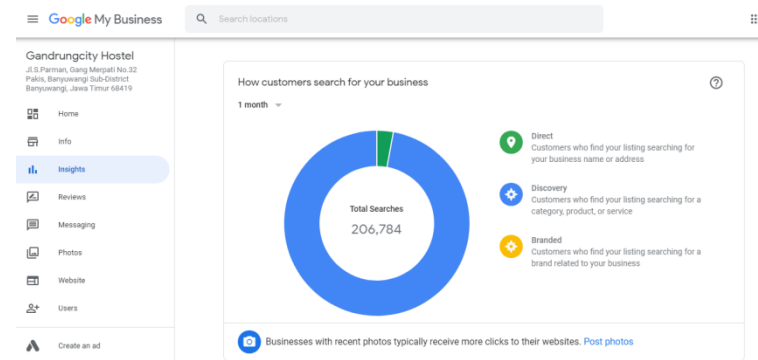 Google My Business
Search locations
Gandrungcity Hostel
Jl.S.Parman, Gang Merpati No.32
Pakis, Banyuwangi Sub-District
Banyuwangi, Jawa Timur 68419
Home
Info
Insights
Reviews
Messaging
Photos
Website
Users
Create an ad
How customers search for your business
1 month
Total Searches
206,784
Direct
Customers who find your listing searching for
your business name or address
Discovery
Customers who find your listing searching for a
category, product, or service
Branded
Customers who find your listing searching for a
brand related to your business
Businesses with recent photos typically receive more clicks to their websites. Post photos